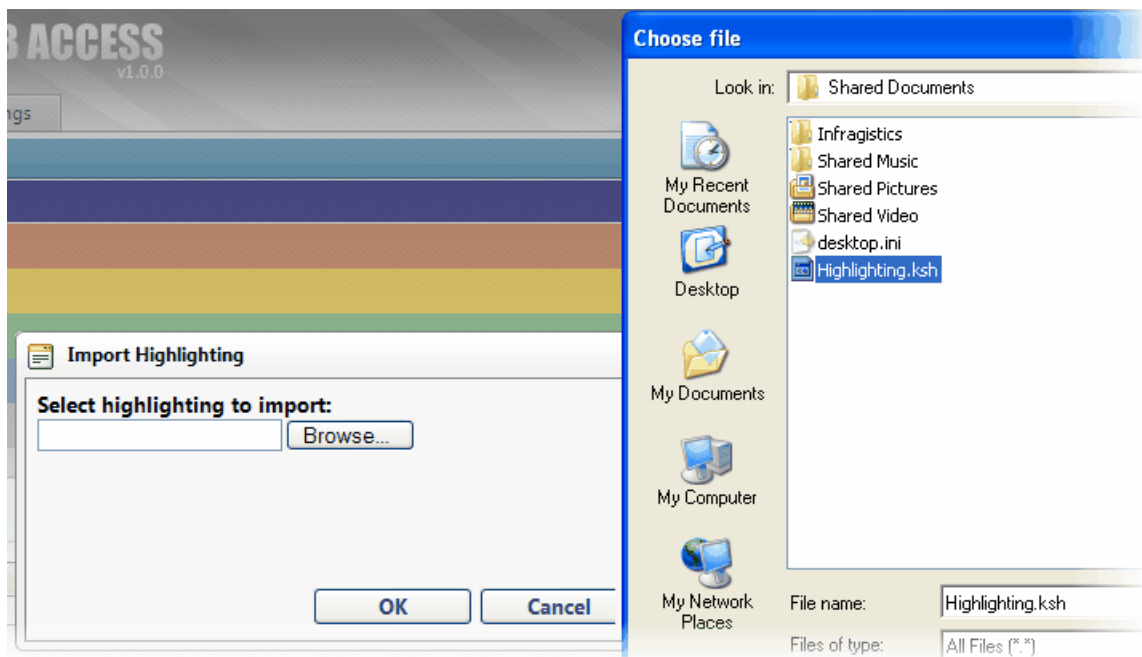 ACCESS
v1.0.0
Import Highlighting
Select highlighting to import:
Browse...
OK
Cancel
Choose file
Look in:
Shared Documents
My Recent
Documents
Desktop
My Documents
My Computer
My Network
Places
Infragistics
Shared Music
Shared Pictures
Shared Video
desktop.ini
Highlighting.ksh
File name:
Highlighting.ksh
Files of type:
All Files (*.*)